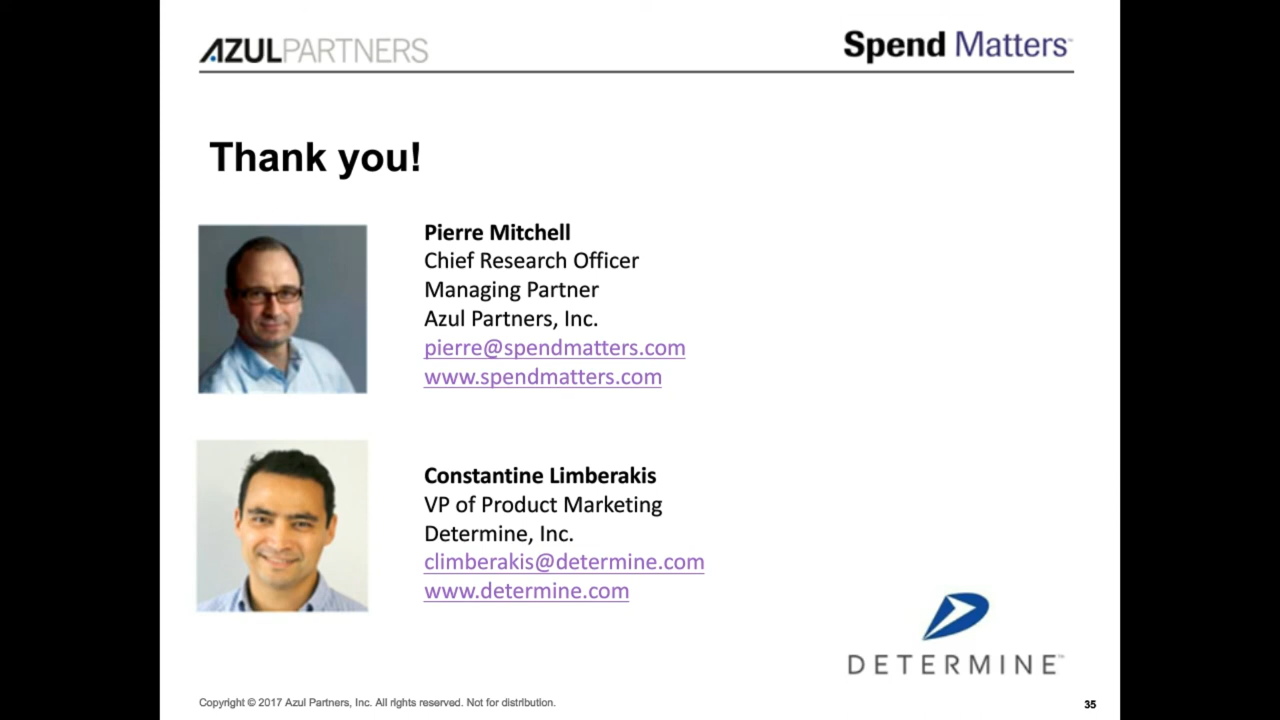 AZULPARTNERS
Spend Matters™
Thank you!
Pierre Mitchell
Chief Research Officer
Managing Partner
Azul Partners, Inc.
pierre@spendmatters.com
www.spendmatters.com
Constantine Limberakis
VP of Product Marketing
Determine, Inc.
climberakis@determine.com
www.determine.com
DETERMINE™
Copyright © 2017 Azul Partners, Inc. All rights reserved. Not for distribution.
35